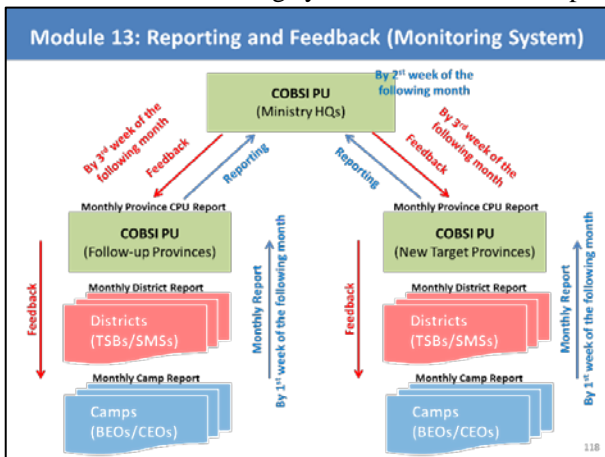 Module 13: Reporting and Feedback (Monitoring System)
COBSI PU
(Ministry HQs)
By 2st week of the
following month
By 3rd week of the
following month
Feedback
Reporting
By 3rd week of the
following month
Feedback
Reporting
Monthly Province CPU Report
COBSI PU
(Follow-up Provinces)
Monthly District Report
Districts
(TSBs/SMSs)
Monthly Camp Report
Camps
(BEOs/CEOs)
Feedback
Monthly Report
By 1st week of the following month
Monthly Province CPU Report
COBSI PU
(New Target Provinces)
Monthly District Report
Districts
(TSBs/SMSs)
Monthly Camp Report
Camps
(BEOs/CEOs)
Feedback
Monthly Report
By 1st week of the following month
118